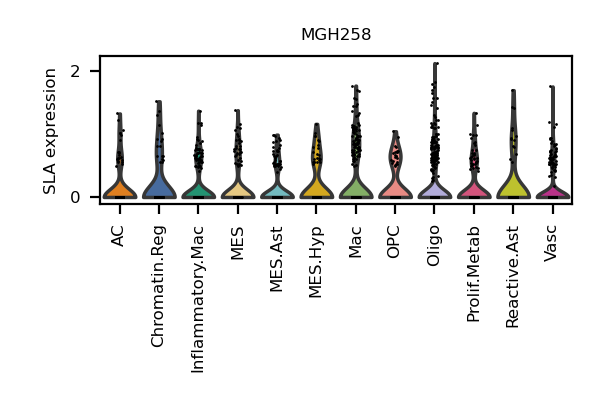 MGH258
SLA expression
2
0
AC
Chromatin.Reg
Inflammatory.Mac
MES
MES.Ast
MES.Hyp
Mac
OPC
Oligo
Prolif.Metab
Reactive.Ast
Vasc